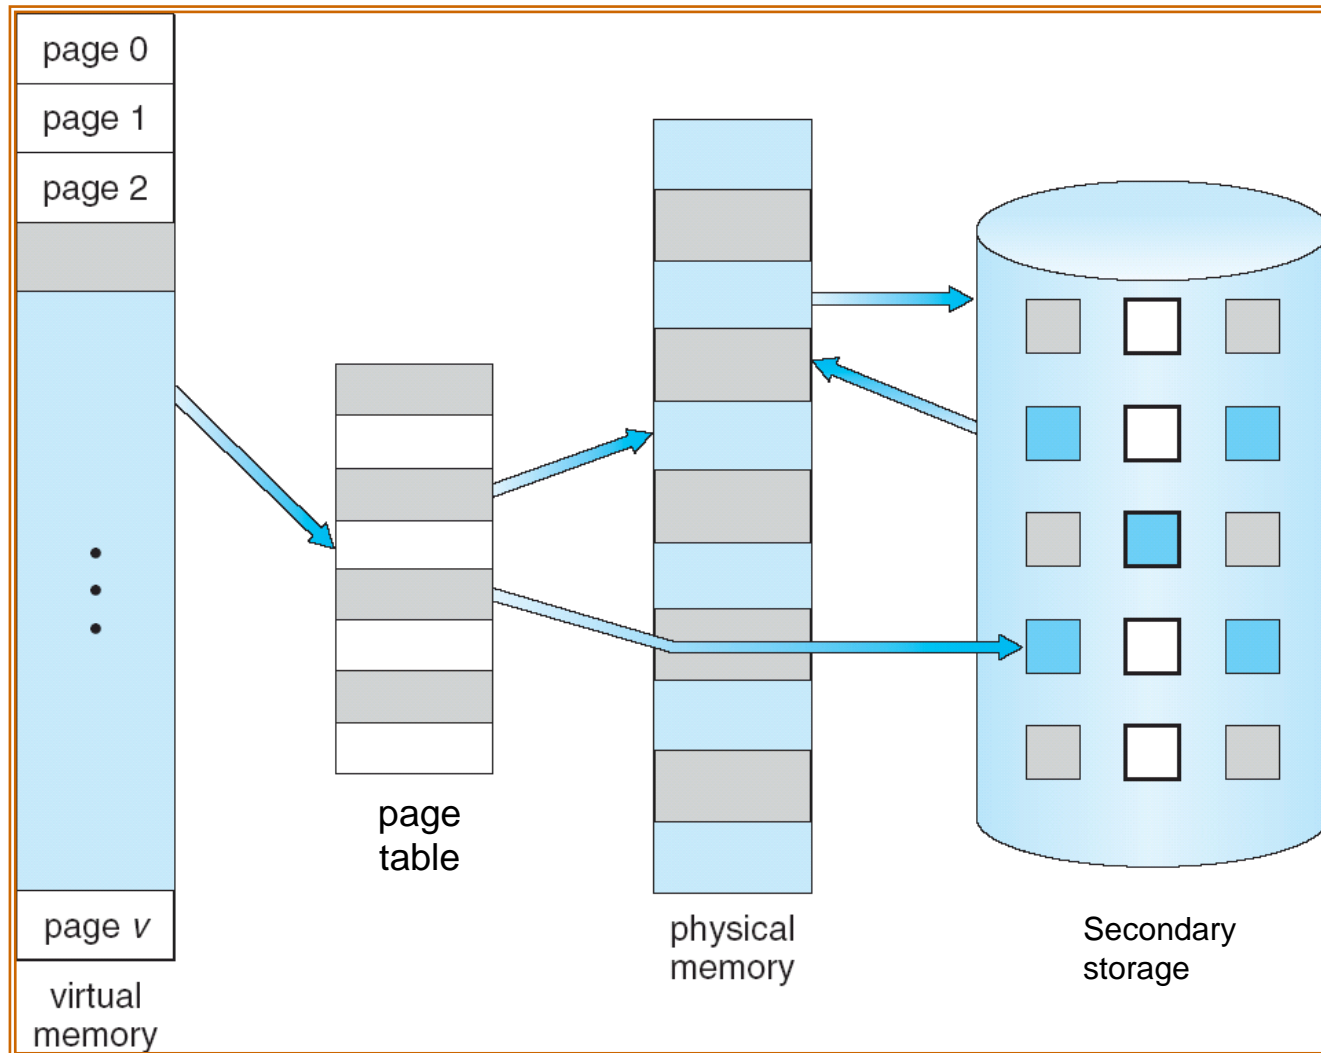 page 0
page 1
page 2
page v
virtual
memory
page
table
physical
memory
Secondary
storage